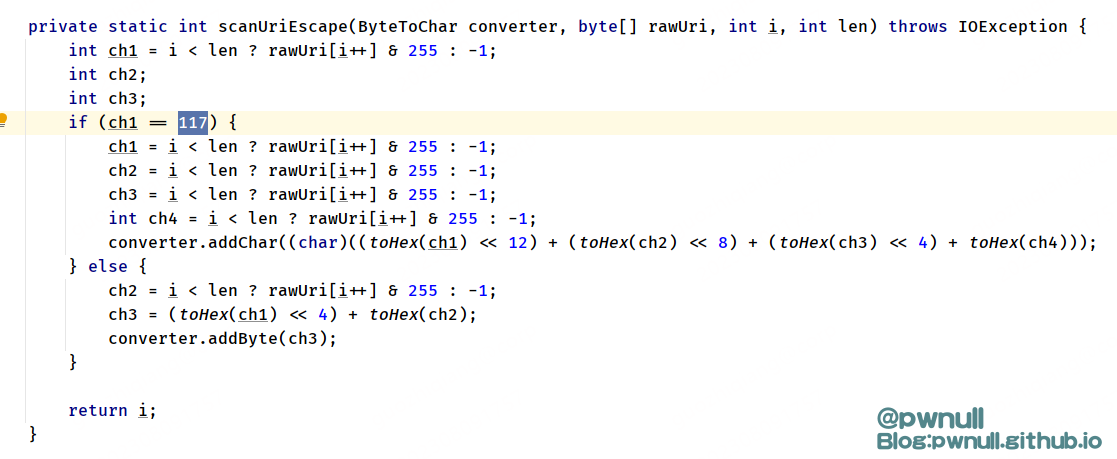 private static int scanUriEscape(ByteToChar converter, byte[] rawUri, int i, int len) throws IOException {
    int ch1 = i < len ? rawUri[i++] & 255 : -1;
    int ch2;
    int ch3;
    if (ch1 == 117) {
        ch1 = i < len ? rawUri[i++] & 255 : -1;
        ch2 = i < len ? rawUri[i++] & 255 : -1;
        ch3 = i < len ? rawUri[i++] & 255 : -1;
        int ch4 = i < len ? rawUri[i++] & 255 : -1;
        converter.addChar((char)((toHex(ch1) << 12) + (toHex(ch2) << 8) + (toHex(ch3) << 4) + toHex(ch4)));
    } else {
        ch2 = i < len ? rawUri[i++] & 255 : -1;
        ch3 = (toHex(ch1) << 4) + toHex(ch2);
        converter.addByte(ch3);
    }
    return i;
}
@pwnull
Blog:pwnull.github.io